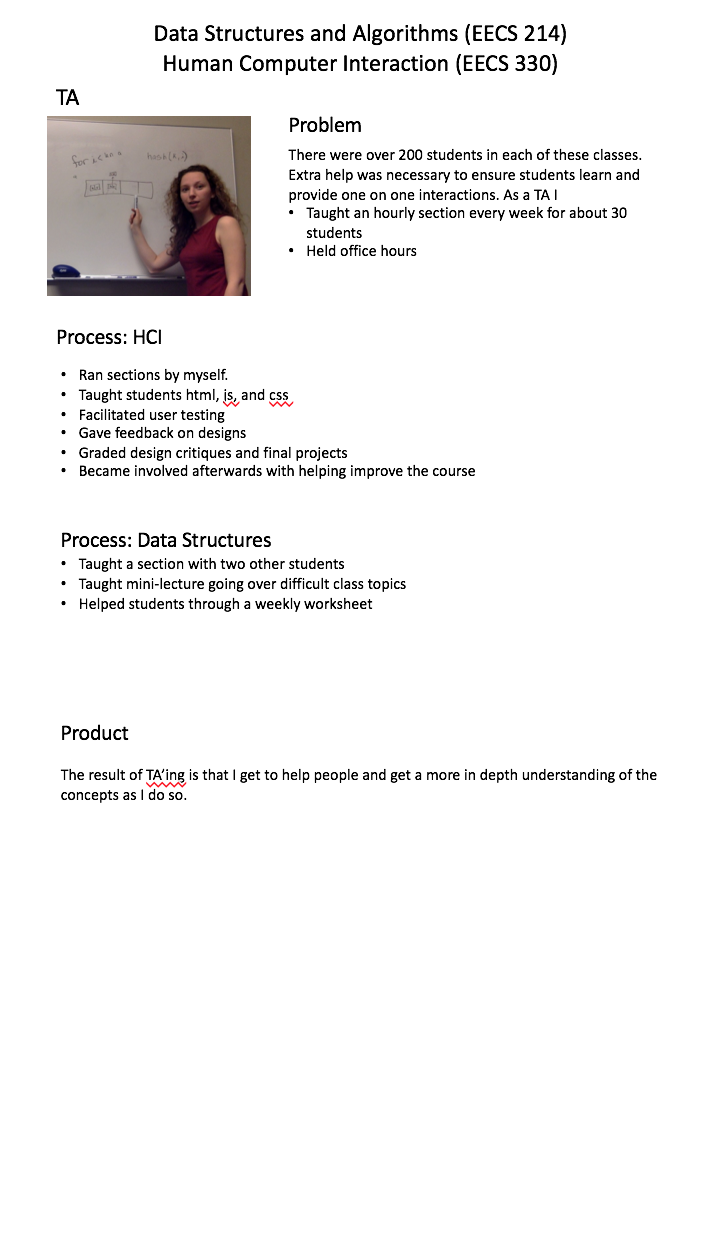 Data Structures and Algorithms (EECS 214)
Human Computer Interaction (EECS 330)
TA
for
hash(k,i)
Problem
There were over 200 students in each of these classes.
Extra help was necessary to ensure students learn and
provide one on one interactions. As a TA I
• Taught an hourly section every week for about 30
students
• Held office hours
Process: HCI
• Ran sections by myself.
• Taught students html, js, and css
• Facilitated user testing
• Gave feedback on designs
• Graded design critiques and final projects
• Became involved afterwards with helping improve the course
Process: Data Structures
• Taught a section with two other students
• Taught mini-lecture going over difficult class topics
• Helped students through a weekly worksheet
Product
The result of TA’ing is that I get to help people and get a more in depth understanding of the
concepts as I do so.